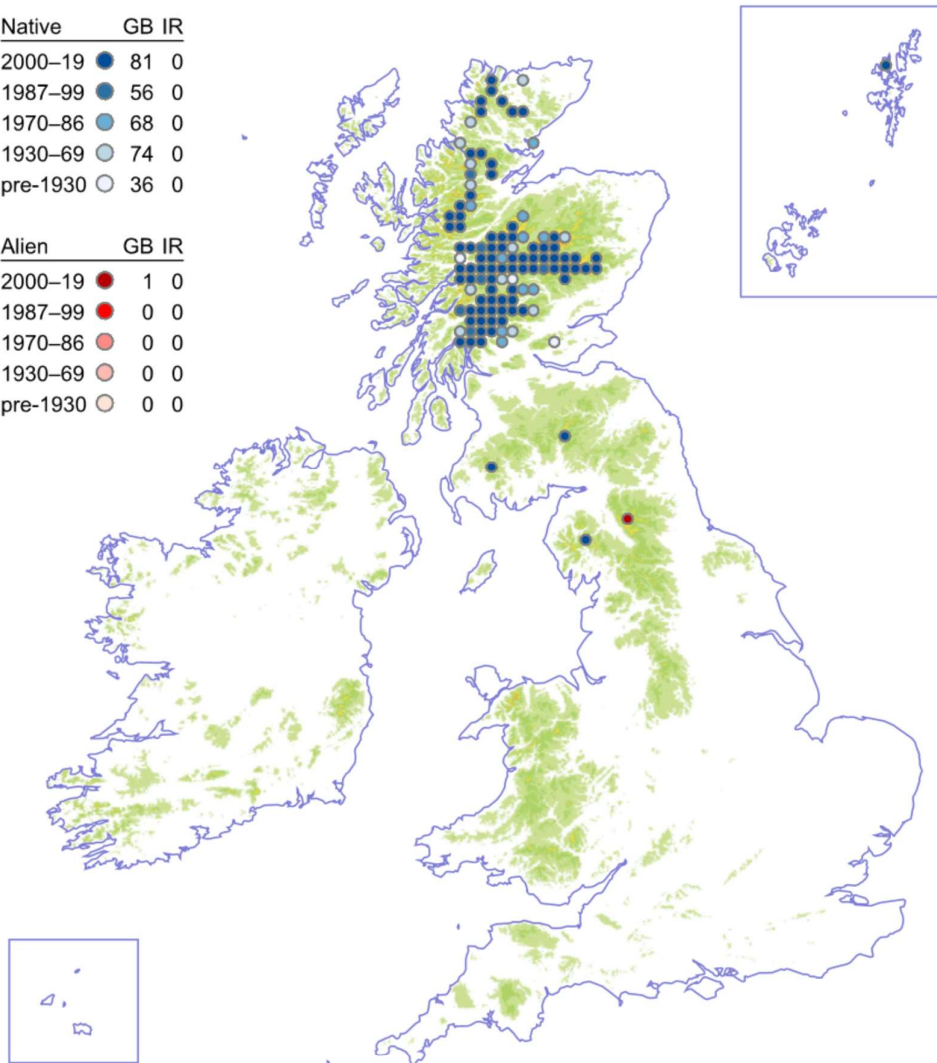 Native GB IR
2000–19 81 0
1987–99 56 0
1970–86 68 0
1930–69 74 0
pre-1930 36 0
Alien GB IR
2000–19 1 0
1987–99 0 0
1970–86 0 0
1930–69 0 0
pre-1930 0 0